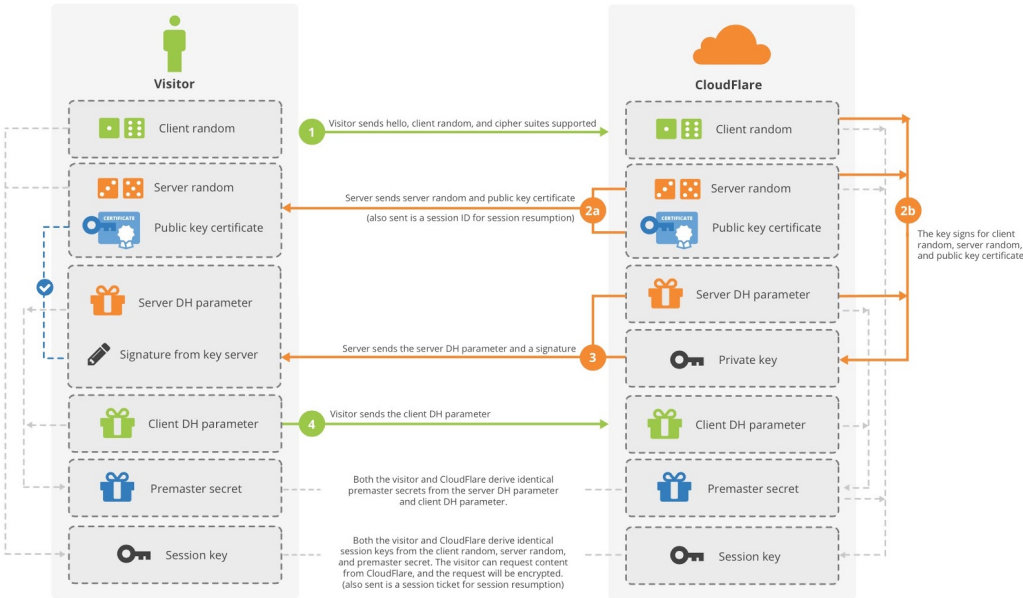 Visitor
CloudFlare
Client random
1
Visitor sends hello, client random, and cipher suites supported
Client random
Server random
Public key certificate
CERTIFICATE
Server sends server random and public key certificate
(also sent is a session ID for session resumption)
2a
Server random
Public key certificate
CERTIFICATE
2b
The key signs for client
random, server random,
and public key certificate
Server DH parameter
Signature from key server
Server sends the server DH parameter and a signature
3
Server DH parameter
Private key
Client DH parameter
4
Visitor sends the client DH parameter
Client DH parameter
Premaster secret
Both the visitor and CloudFlare derive identical
premaster secrets from the server DH parameter
and client DH parameter.
Premaster secret
Session key
Both the visitor and CloudFlare derive identical
session keys from the client random, server random,
and premaster secret. The visitor can request content
from CloudFlare, and the request will be encrypted.
(also sent is a session ticket for session resumption)
Session key